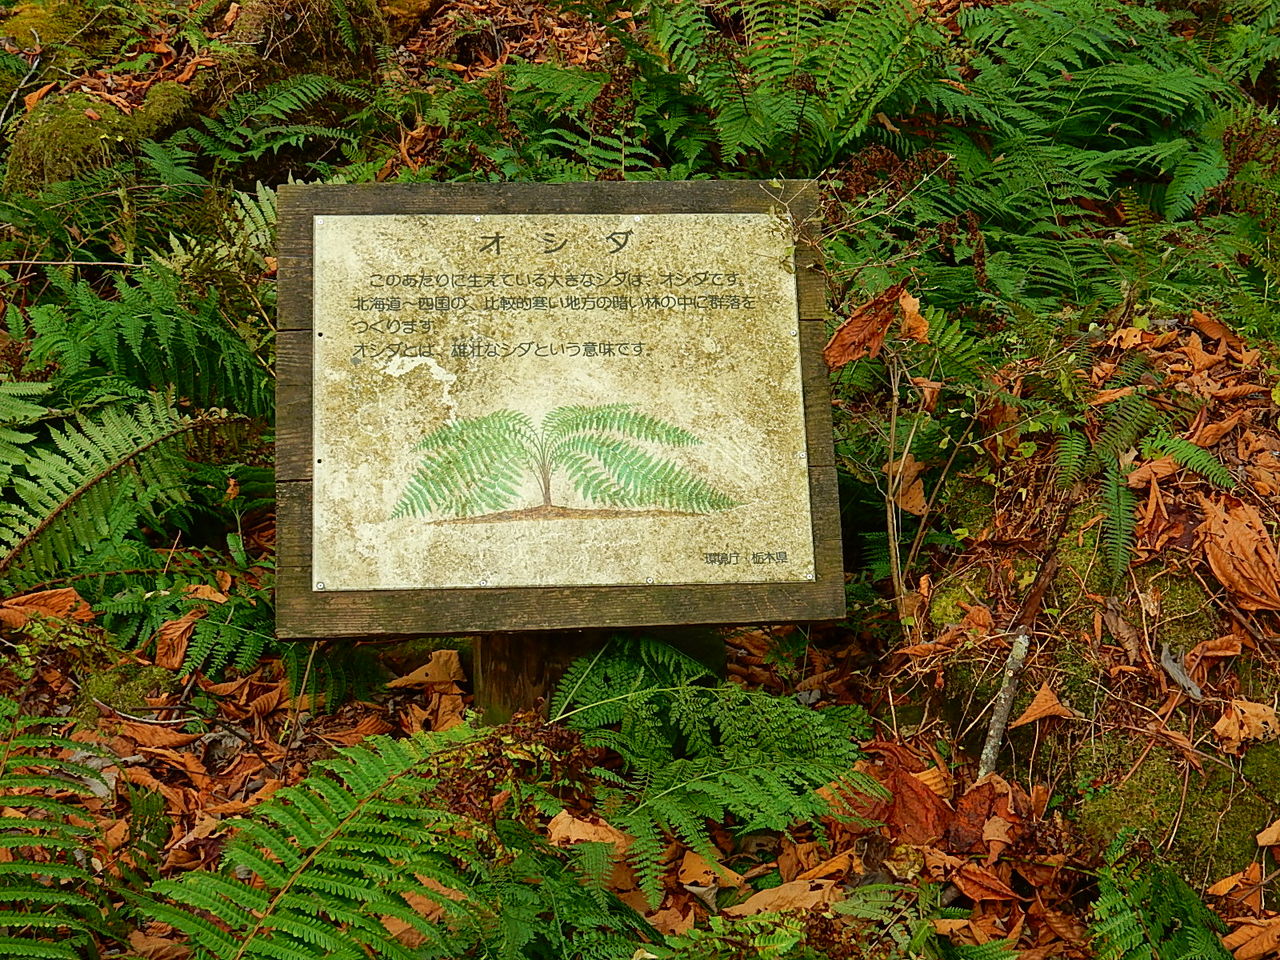 オシダ
このあたりに生えている大きなシダは、オシダです。
北海道〜四国の、比較的寒い地方の暗い林の中に群落を
つくります。
オシダとは、雄壮なシダという意味です。
環境庁・栃木県